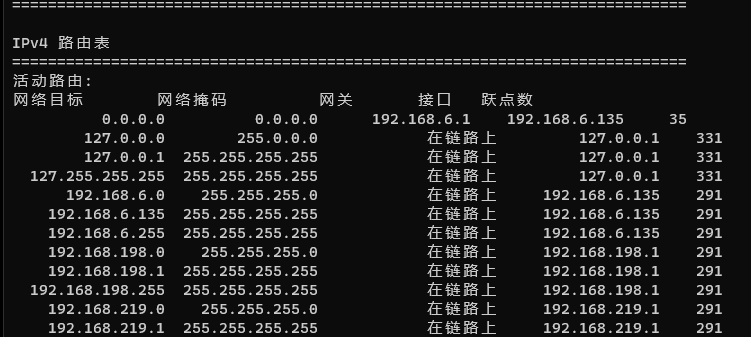 ===========================================================================
IPv4 路由表
===========================================================================
活动路由:
网络目标 网络掩码 网关 接口 跃点数
0.0.0.0 0.0.0.0 192.168.6.1 192.168.6.135 35
127.0.0.0 255.0.0.0 在链路上 127.0.0.1 331
127.0.0.1 255.255.255.255 在链路上 127.0.0.1 331
127.255.255.255 255.255.255.255 在链路上 127.0.0.1 331
192.168.6.0 255.255.255.0 在链路上 192.168.6.135 291
192.168.6.135 255.255.255.255 在链路上 192.168.6.135 291
192.168.6.255 255.255.255.255 在链路上 192.168.6.135 291
192.168.198.0 255.255.255.0 在链路上 192.168.198.1 291
192.168.198.1 255.255.255.255 在链路上 192.168.198.1 291
192.168.198.255 255.255.255.255 在链路上 192.168.198.1 291
192.168.219.0 255.255.255.0 在链路上 192.168.219.1 291
192.168.219.1 255.255.255.255 在链路上 192.168.219.1 291